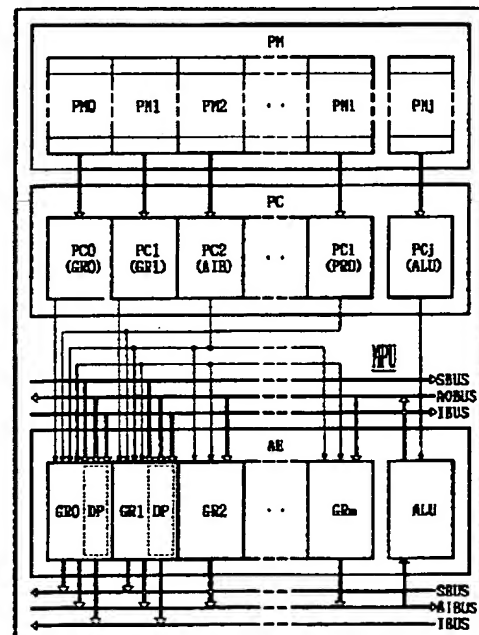 PM
PM0 PM1 PM2 · · PMi PMj
PC
PC0 PC1 PC2 · · PCi PCj
(GR0) (GR1) (AIB) (PRD) (ALU)
MPU
SBUS
AOBUS
IBUS
AE
GR0 DP GR1 DP GR2 · · GRm ALU
SBUS
AIBUS
IBUS